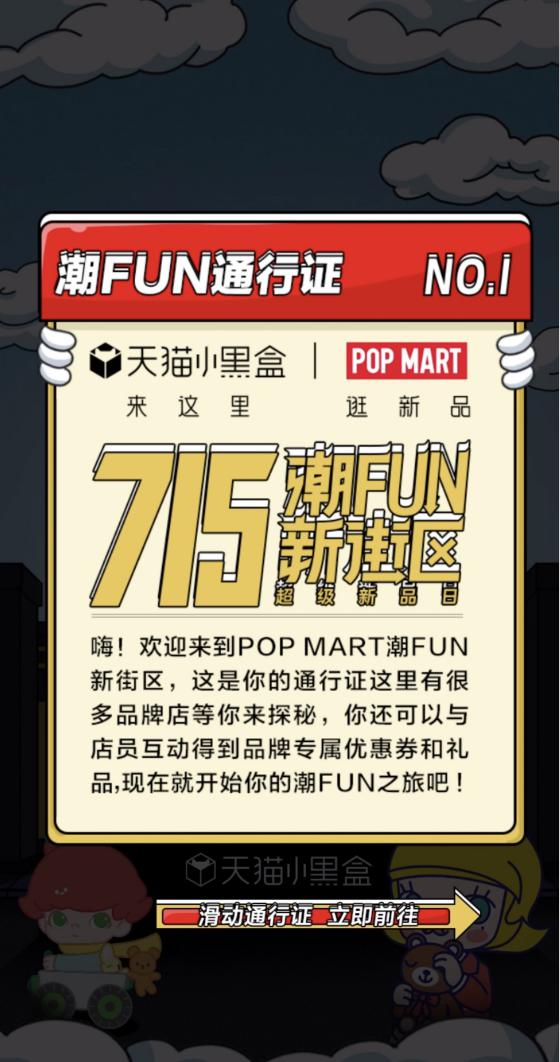 潮FUN通行证 NO.1
天猫小黑盒 | POP MART
来这里 逛新品
715 潮FUN
新街区
超级新品日
嗨！欢迎来到POP MART潮FUN
新街区，这是你的通行证这里有很
多品牌店等你来探秘，你还可以与
店员互动得到品牌专属优惠券和礼
品,现在就开始你的潮FUN之旅吧！
天猫小黑盒
滑动通行证 立即前往